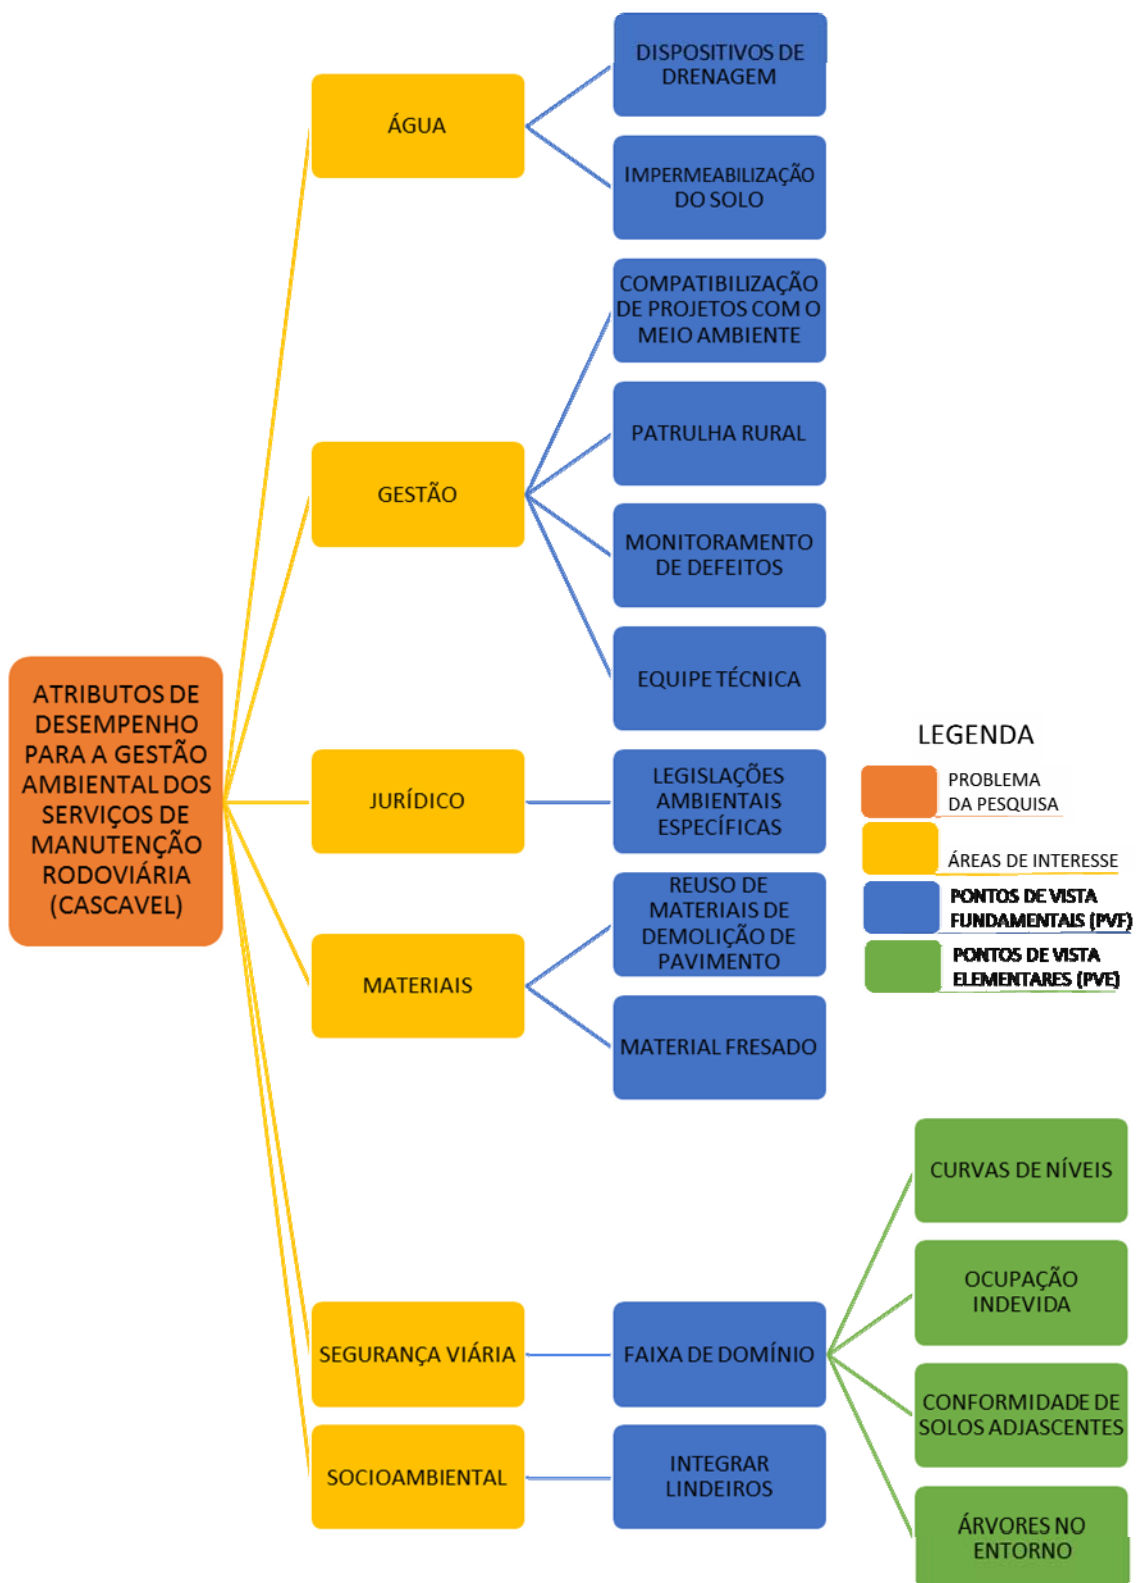 ATRIBUTOS DE
DESEMPENHO
PARA A GESTÃO
AMBIENTAL DOS
SERVIÇOS DE
MANUTENÇÃO
RODOVIÁRIA
(CASCAVEL)
ÁGUA
DISPOSITIVOS DE
DRENAGEM
IMPERMEABILIZAÇÃO
DO SOLO
GESTÃO
COMPATIBILIZAÇÃO
DE PROJETOS COM O
MEIO AMBIENTE
PATRULHA RURAL
MONITORAMENTO
DE DEFEITOS
EQUIPE TÉCNICA
JURÍDICO
LEGISLAÇÕES
AMBIENTAIS
ESPECÍFICAS
MATERIAIS
REUSO DE
MATERIAIS DE
DEMOLIÇÃO DE
PAVIMENTO
MATERIAL FRESADO
SEGURANÇA VIÁRIA
FAIXA DE DOMÍNIO
CURVAS DE NÍVEIS
OCUPAÇÃO
INDEVIDA
CONFORMIDADE DE
SOLOS ADJASCENTES
ÁRVORES NO
ENTORNO
SOCIOAMBIENTAL
INTEGRAR
LINDEIROS
LEGENDA
PROBLEMA
DA PESQUISA
ÁREAS DE INTERESSE
PONTOS DE VISTA
FUNDAMENTAIS (PVF)
PONTOS DE VISTA
ELEMENTARES (PVE)